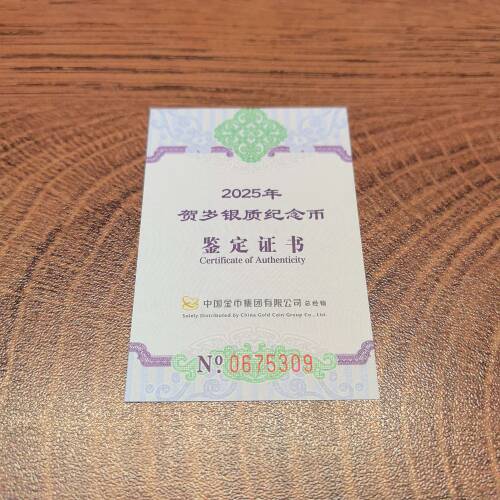 2025年
贺岁银质纪念币
鉴定证书
Certificate of Authenticity
中国金币集团有限公司 总经销
Solely Distributed by China Gold Coin Group Co., Ltd.
No. 0675309